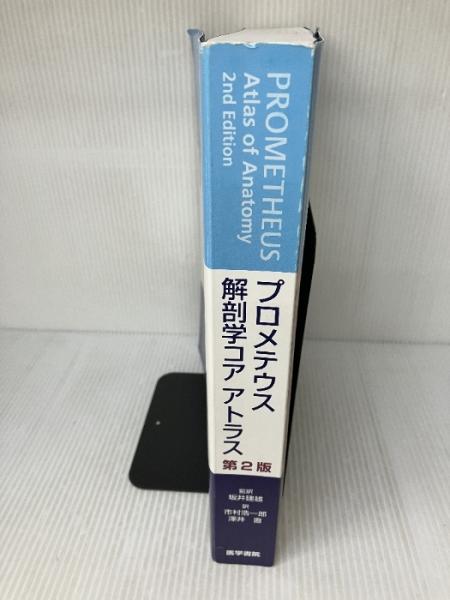 PROMETHEUS
Atlas of Anatomy
2nd Edition
プロメテウス
解剖学コア アトラス
第2版
監訳
坂井建雄
訳
市村浩一郎
澤井 直
医学書院